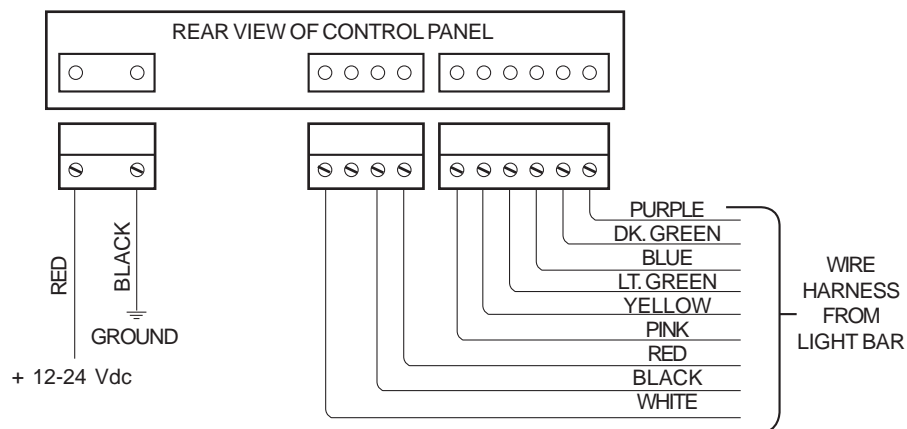 REAR VIEW OF CONTROL PANEL
PURPLE
DK. GREEN
BLUE
LT. GREEN
YELLOW
PINK
RED
BLACK
WHITE
WIRE
HARNESS
FROM
LIGHT BAR
RED
BLACK
GROUND
+ 12-24 Vdc